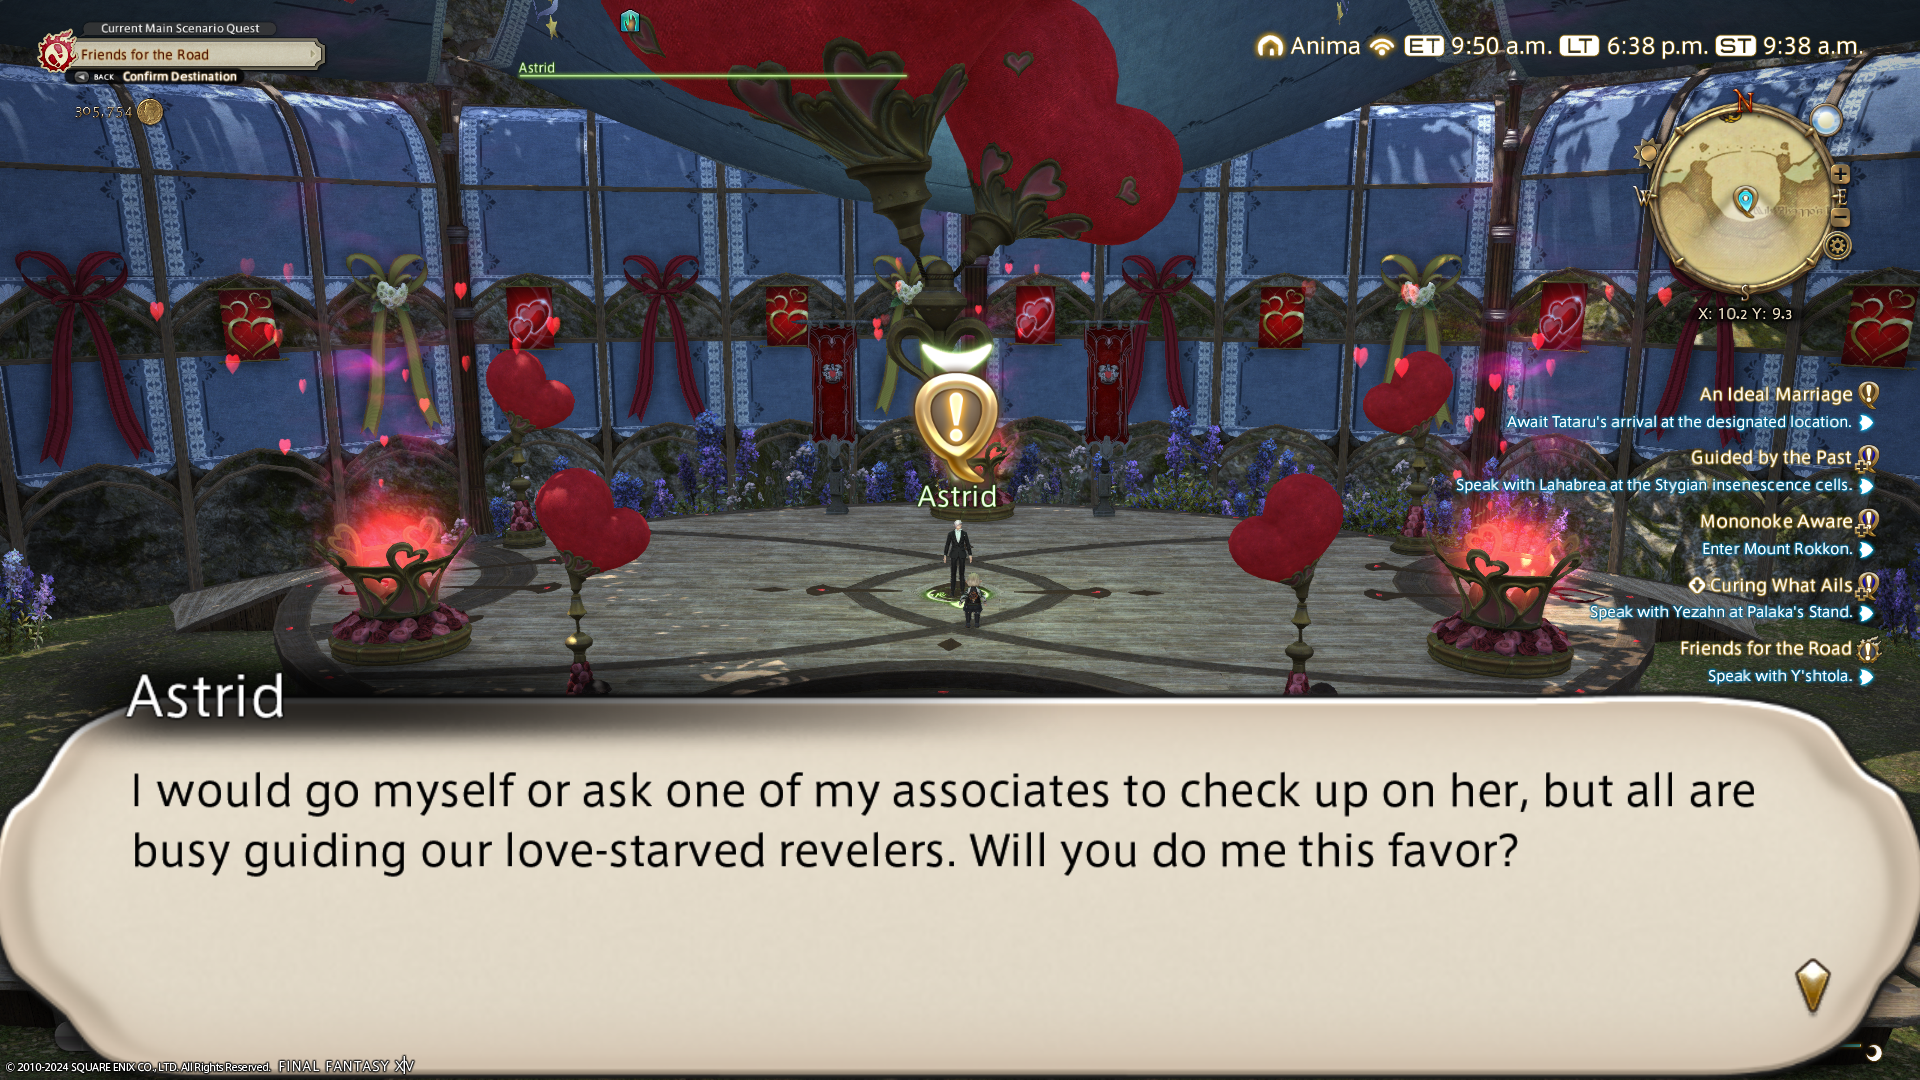 Current Main Scenario Quest
Friends for the Road
BACK Confirm Destination
395,754
Astrid
Anima ET 9:50 a.m. LT 6:38 p.m. ST 9:38 a.m.
N
W
E
S
X: 10.2 Y: 9.3
An Ideal Marriage
Await Tataru's arrival at the designated location.
Guided by the Past
Speak with Lahabrea at the Stygian insenescence cells.
Mononoke Aware
Enter Mount Rokkon.
Curing What Ails
Speak with Yezahn at Palaka's Stand.
Friends for the Road
Speak with Y'shtola.
Astrid
Astrid
I would go myself or ask one of my associates to check up on her, but all are
busy guiding our love-starved revelers. Will you do me this favor?
© 2010-2024 SQUARE ENIX CO., LTD. All Rights Reserved. FINAL FANTASY XIV